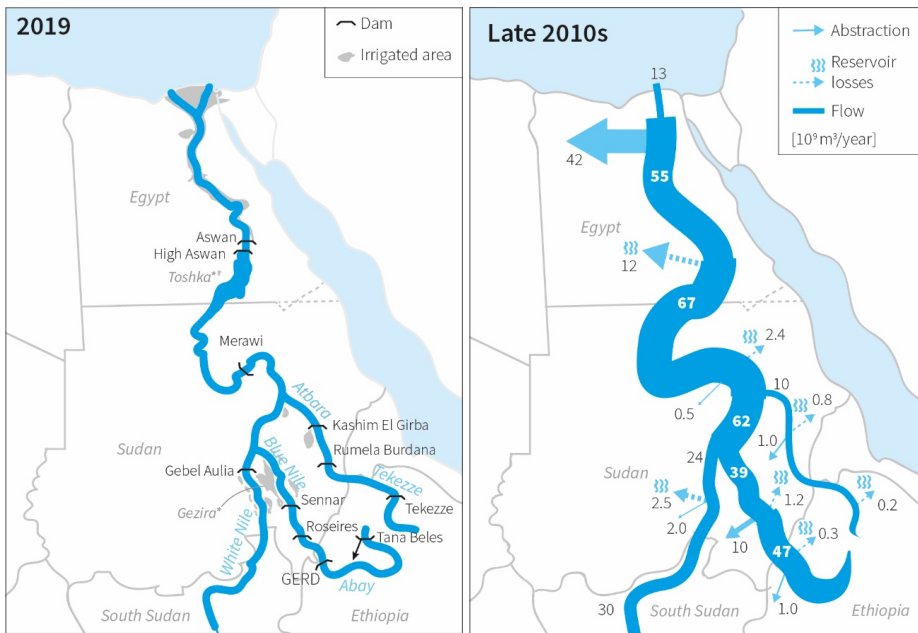 2019
Dam
Irrigated area
Egypt
Aswan
High Aswan
Toshka*†
Merawi
Atbara
Kashim El Girba
Rumela Burdana
Sudan
Blue Nile
Gebel Aulia
Tekezze
Gezira*
Sennar
Tekezze
White Nile
Roseires
Tana Beles
GERD
Abay
South Sudan
Ethiopia
Late 2010s
Abstraction
Reservoir
losses
Flow
[10⁹ m³/year]
13
42
55
Egypt
12
67
2.4
10
0.5
0.8
62
1.0
24
39
Sudan
2.5
1.2
0.2
2.0
10
47
0.3
1.0
30
South Sudan
Ethiopia